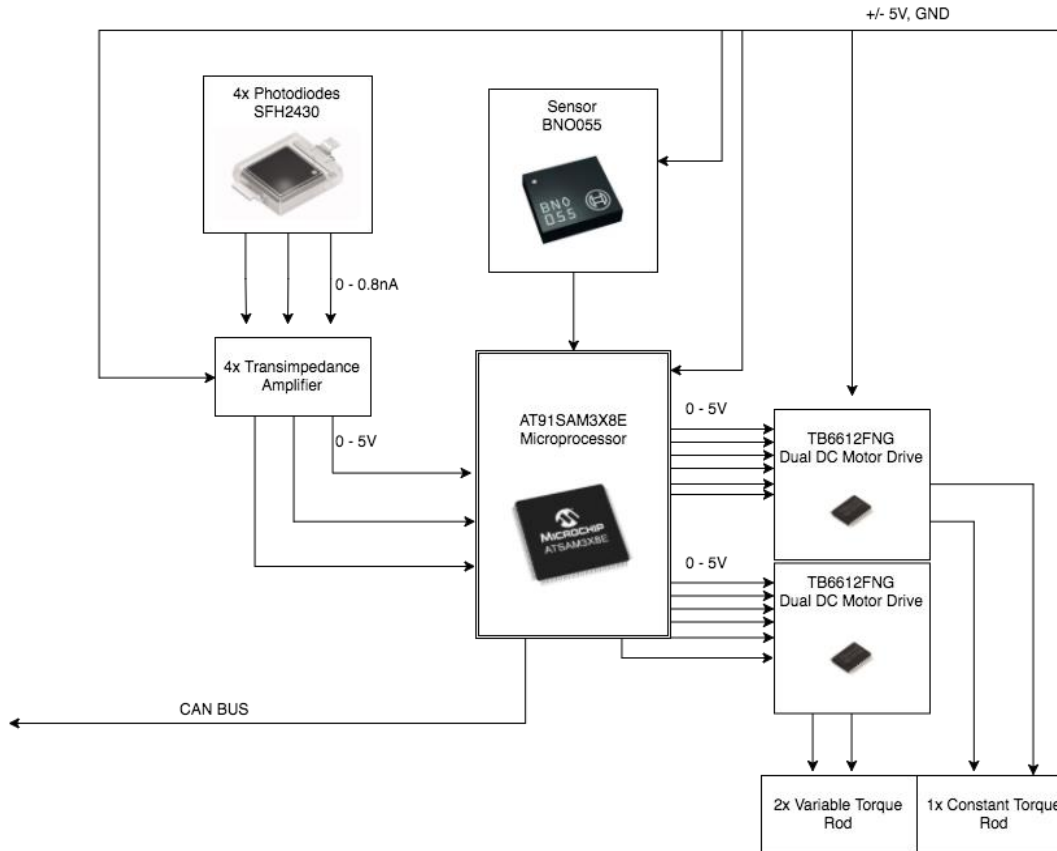 +/- 5V, GND
4x Photodiodes
SFH2430
Sensor
BNO055
BNO
055
0 - 0.8nA
4x Transimpedance
Amplifier
0 - 5V
AT91SAM3X8E
Microprocessor
MICROCHIP
ATSAM3X8E
0 - 5V
TB6612FNG
Dual DC Motor Drive
0 - 5V
TB6612FNG
Dual DC Motor Drive
CAN BUS
2x Variable Torque
Rod
1x Constant Torque
Rod